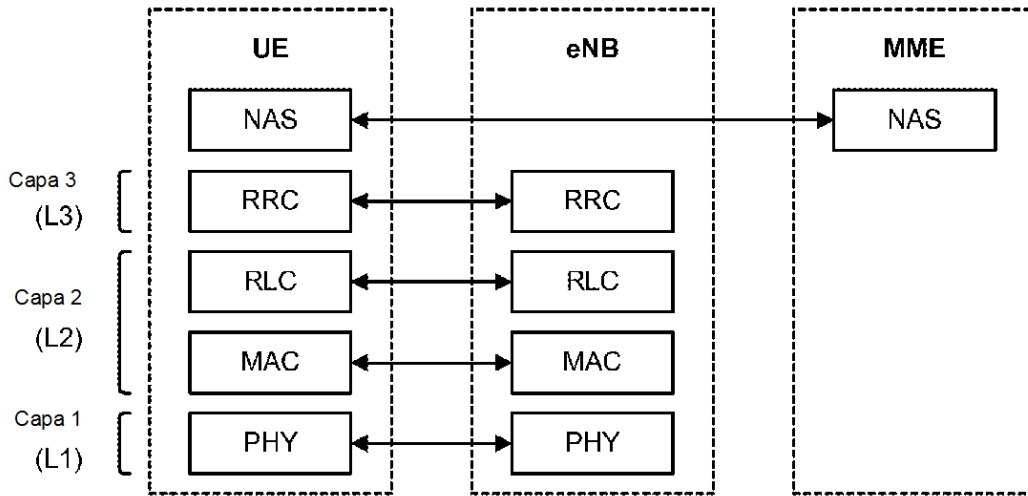 UE eNB MME
NAS NAS
Capa 3
(L3)
RRC RRC
RLC RLC
Capa 2
(L2)
MAC MAC
Capa 1
(L1)
PHY PHY